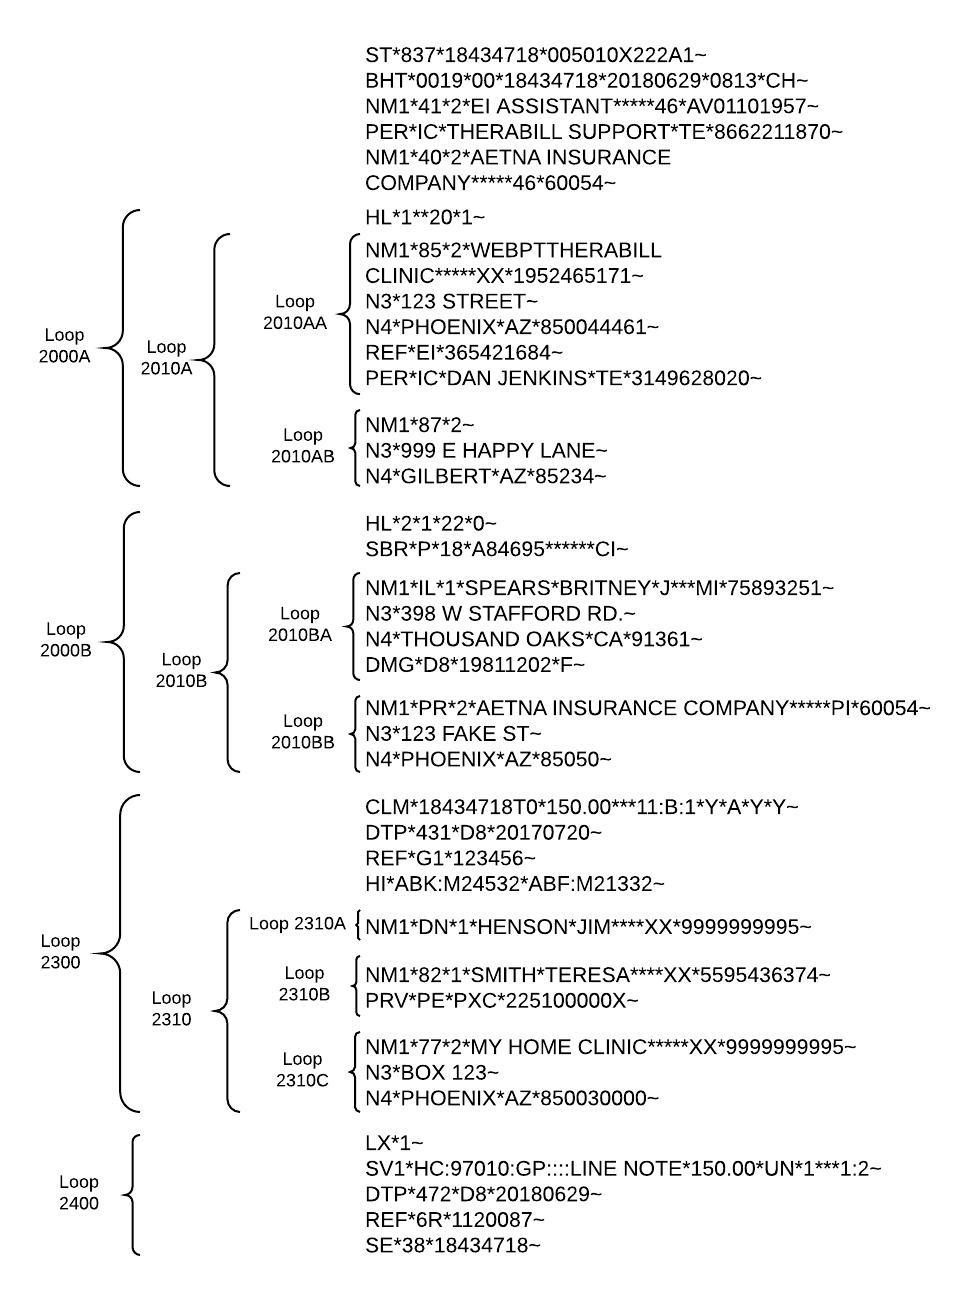 ST*837*18434718*005010X222A1~
BHT*0019*00*18434718*20180629*0813*CH~
NM1*41*2*EI ASSISTANT*****46*AV01101957~
PER*IC*THERABILL SUPPORT*TE*8662211870~
NM1*40*2*AETNA INSURANCE
COMPANY*****46*60054~
Loop
2000A
HL*1**20*1~
Loop
2010A
Loop
2010AA
NM1*85*2*WEBPTTHERABILL
CLINIC*****XX*1952465171~
N3*123 STREET~
N4*PHOENIX*AZ*850044461~
REF*EI*365421684~
PER*IC*DAN JENKINS*TE*3149628020~
Loop
2010AB
NM1*87*2~
N3*999 E HAPPY LANE~
N4*GILBERT*AZ*85234~
Loop
2000B
HL*2*1*22*0~
SBR*P*18*A84695******CI~
Loop
2010B
Loop
2010BA
NM1*IL*1*SPEARS*BRITNEY*J***MI*75893251~
N3*398 W STAFFORD RD.~
N4*THOUSAND OAKS*CA*91361~
DMG*D8*19811202*F~
Loop
2010BB
NM1*PR*2*AETNA INSURANCE COMPANY*****PI*60054~
N3*123 FAKE ST~
N4*PHOENIX*AZ*85050~
Loop
2300
CLM*18434718T0*150.00***11:B:1*Y*A*Y*Y~
DTP*431*D8*20170720~
REF*G1*123456~
HI*ABK:M24532*ABF:M21332~
Loop
2310
Loop 2310A
NM1*DN*1*HENSON*JIM****XX*9999999995~
Loop
2310B
NM1*82*1*SMITH*TERESA****XX*5595436374~
PRV*PE*PXC*225100000X~
Loop
2310C
NM1*77*2*MY HOME CLINIC*****XX*9999999995~
N3*BOX 123~
N4*PHOENIX*AZ*850030000~
Loop
2400
LX*1~
SV1*HC:97010:GP::::LINE NOTE*150.00*UN*1***1:2~
DTP*472*D8*20180629~
REF*6R*1120087~
SE*38*18434718~